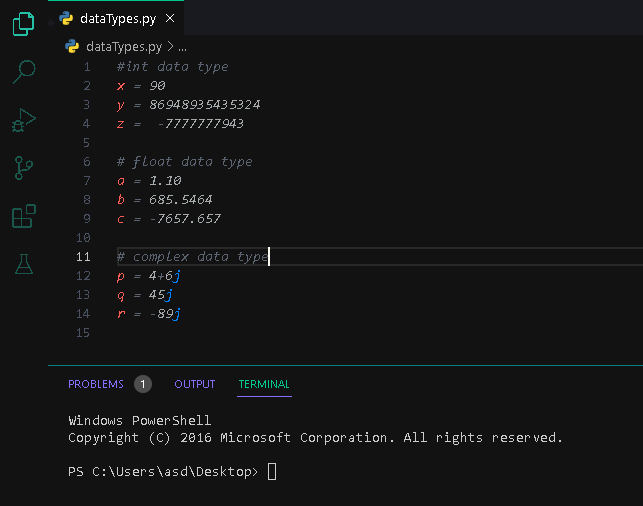 dataTypes.py ×
dataTypes.py > ...
1 #int data type
2 x = 90
3 y = 86948935435324
4 z =  -7777777943
5
6 # float data type
7 a = 1.10
8 b = 685.5464
9 c = -7657.657
10
11 # complex data type
12 p = 4+6j
13 q = 45j
14 r = -89j
15
PROBLEMS 1 OUTPUT TERMINAL
Windows PowerShell
Copyright (C) 2016 Microsoft Corporation. All rights reserved.
PS C:\Users\asd\Desktop>